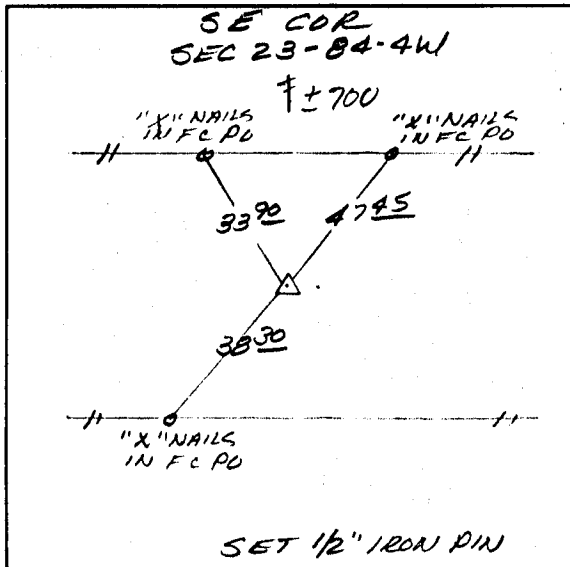 SE COR
SEC 23-84-4W
± 700
"X" NAILS
IN FC PO
"X" NAILS
IN FC PO
33 90
47 45
38 30
"X" NAILS
IN FC PO
SET 1/2" IRON PIN